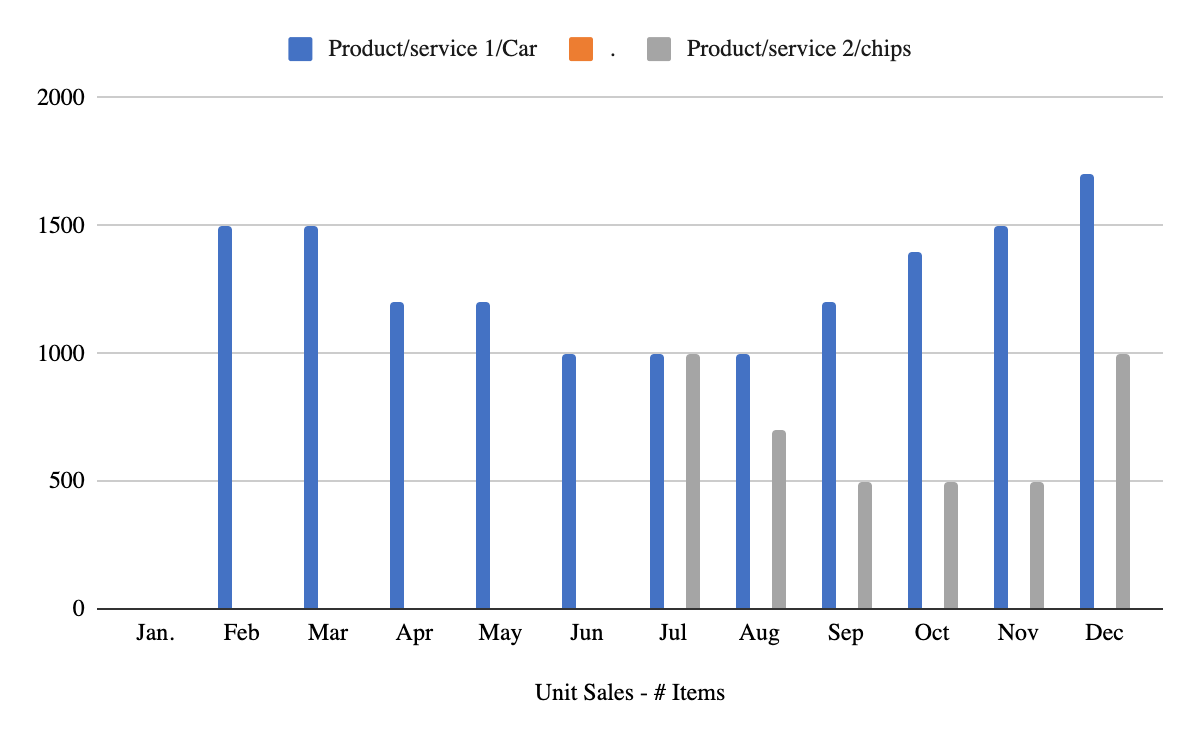 Product/service 1/Car . Product/service 2/chips
2000
1500
1000
500
0
Jan. Feb Mar Apr May Jun Jul Aug Sep Oct Nov Dec
Unit Sales - # Items